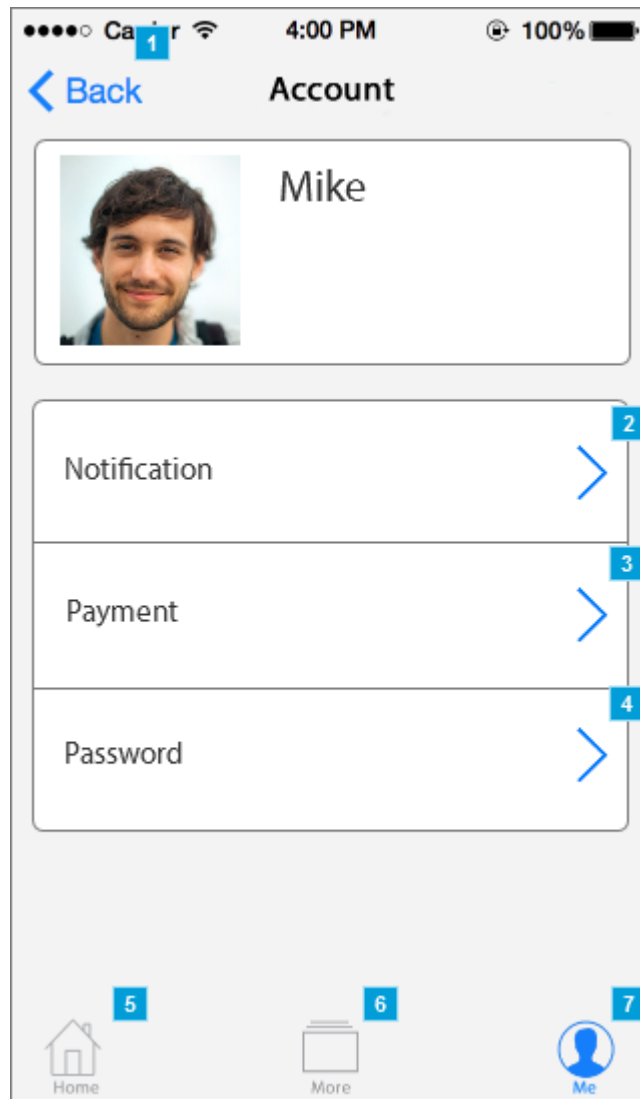 4:00 PM 100%
1
Back Account
Mike
2
Notification
3
Payment
4
Password
5 6 7
Home More Me